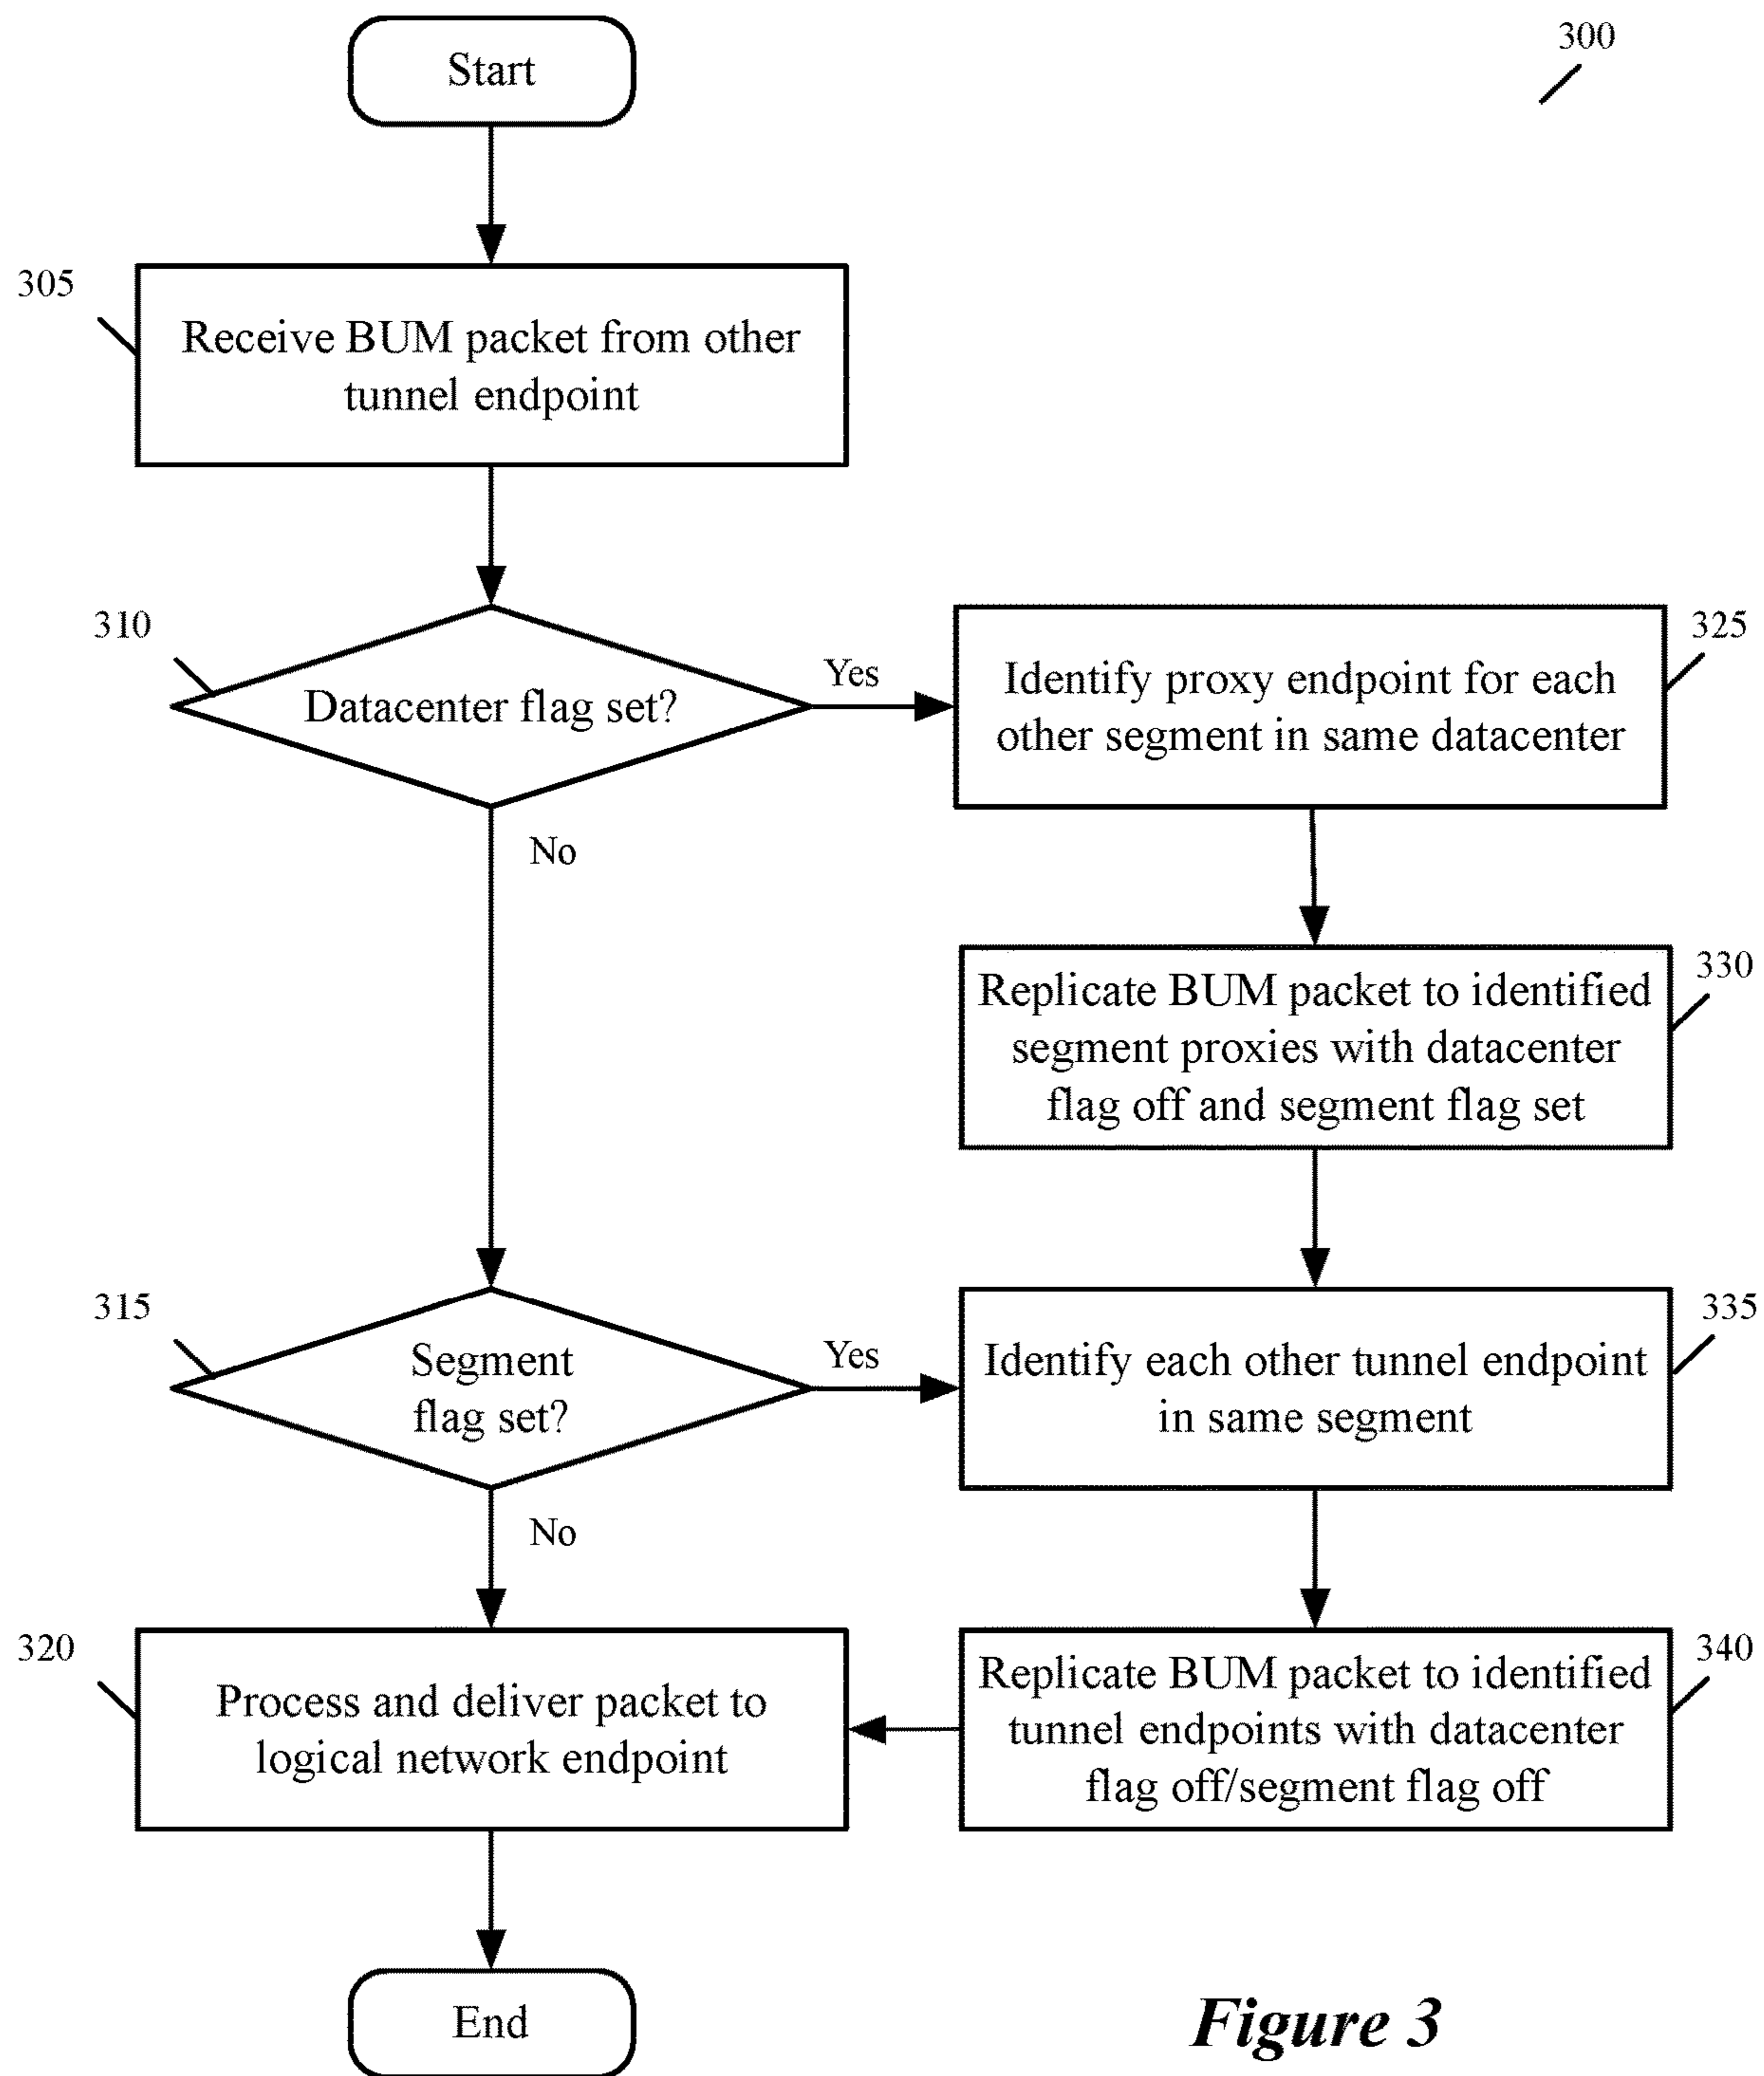 Start
300
305
Receive BUM packet from other
tunnel endpoint
310
Datacenter flag set?
Yes
No
325
Identify proxy endpoint for each
other segment in same datacenter
330
Replicate BUM packet to identified
segment proxies with datacenter
flag off and segment flag set
315
Segment
flag set?
Yes
No
335
Identify each other tunnel endpoint
in same segment
320
Process and deliver packet to
logical network endpoint
340
Replicate BUM packet to identified
tunnel endpoints with datacenter
flag off/segment flag off
End
Figure 3